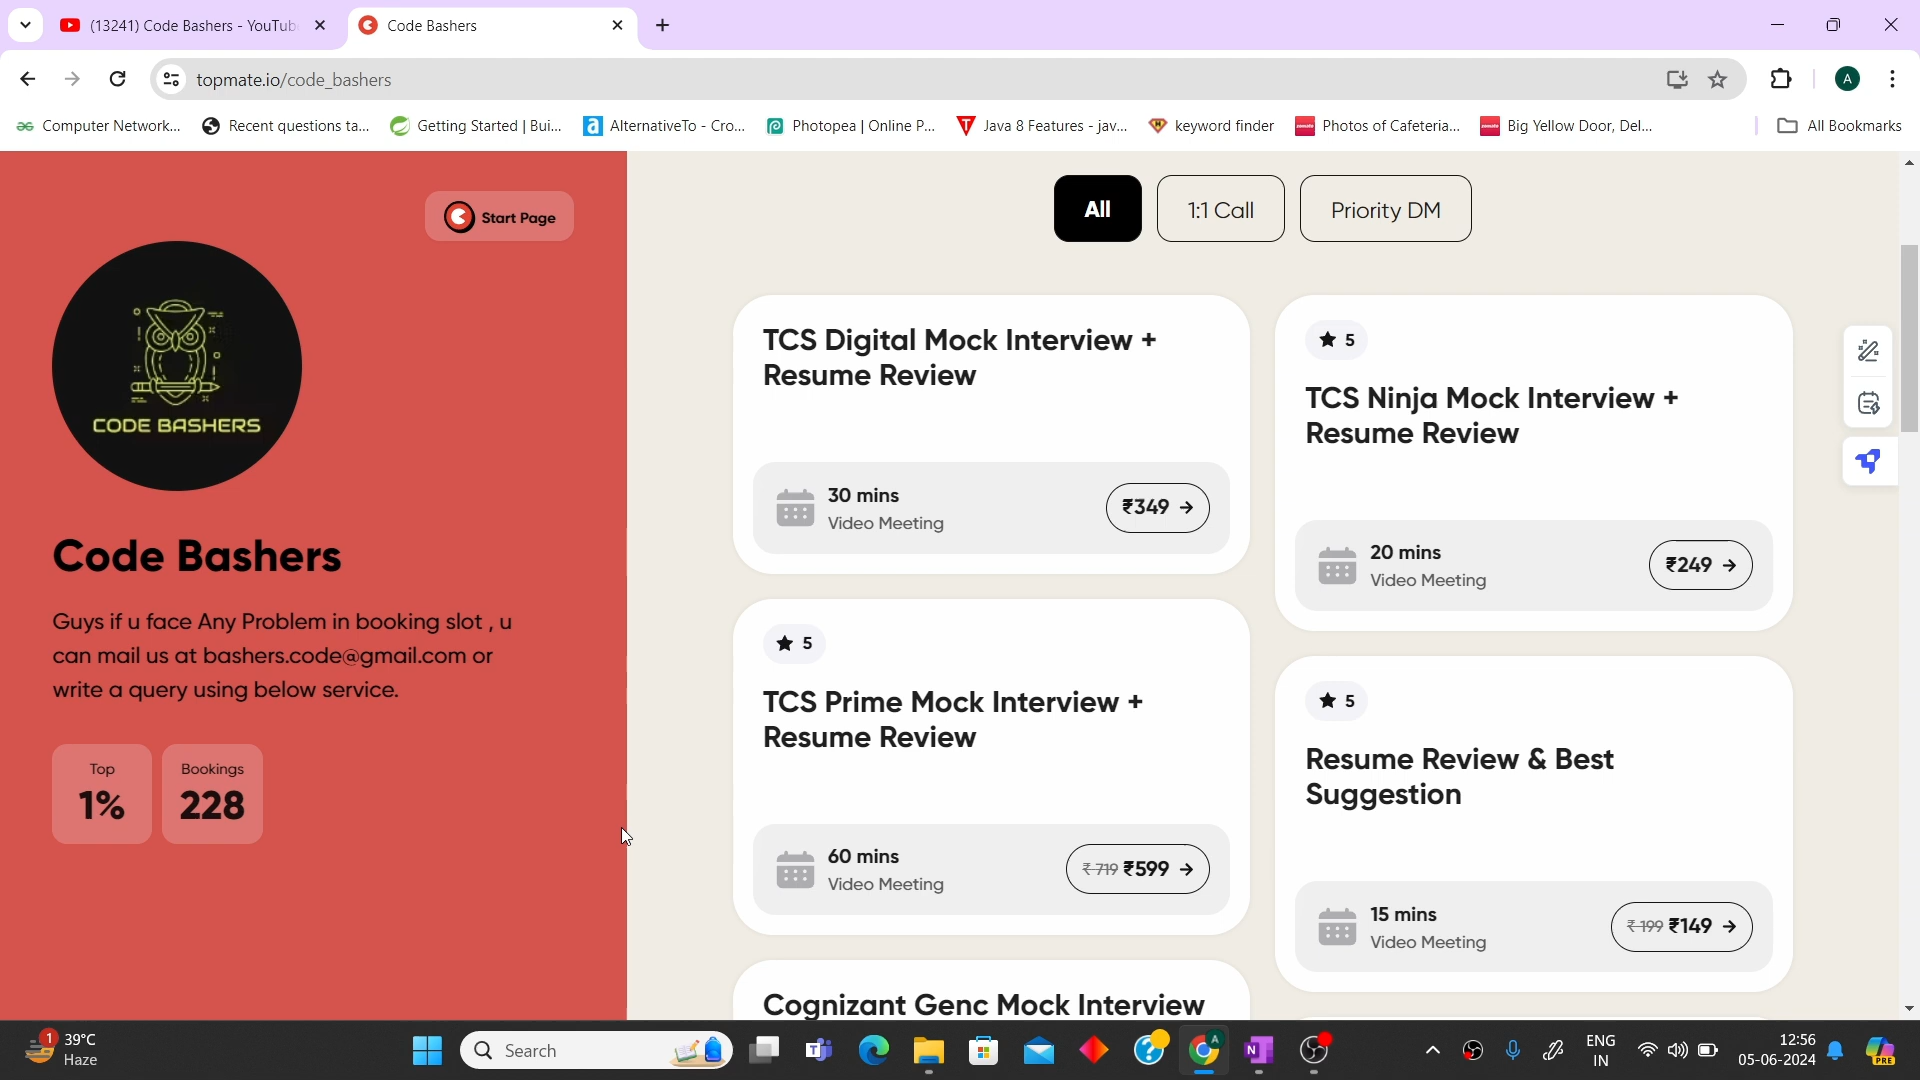 (13241) Code Bashers - YouTub
Code Bashers
topmate.io/code_bashers
A
Computer Network...
Recent questions ta...
Getting Started | Bui...
AlternativeTo - Cro...
Photopea | Online P...
Java 8 Features - jav...
keyword finder
Photos of Cafeteria...
Big Yellow Door, Del...
All Bookmarks
Start Page
CODE BASHERS
Code Bashers
Guys if u face Any Problem in booking slot , u
can mail us at bashers.code@gmail.com or
write a query using below service.
Top
1%
Bookings
228
All
1:1 Call
Priority DM
TCS Digital Mock Interview +
Resume Review
30 mins
Video Meeting
₹349 →
5
TCS Ninja Mock Interview +
Resume Review
20 mins
Video Meeting
₹249 →
5
TCS Prime Mock Interview +
Resume Review
60 mins
Video Meeting
₹719 ₹599 →
5
Resume Review & Best
Suggestion
15 mins
Video Meeting
₹199 ₹149 →
Cognizant Genc Mock Interview
1
39°C
Haze
Search
ENG
IN
12:56
05-06-2024
PRE